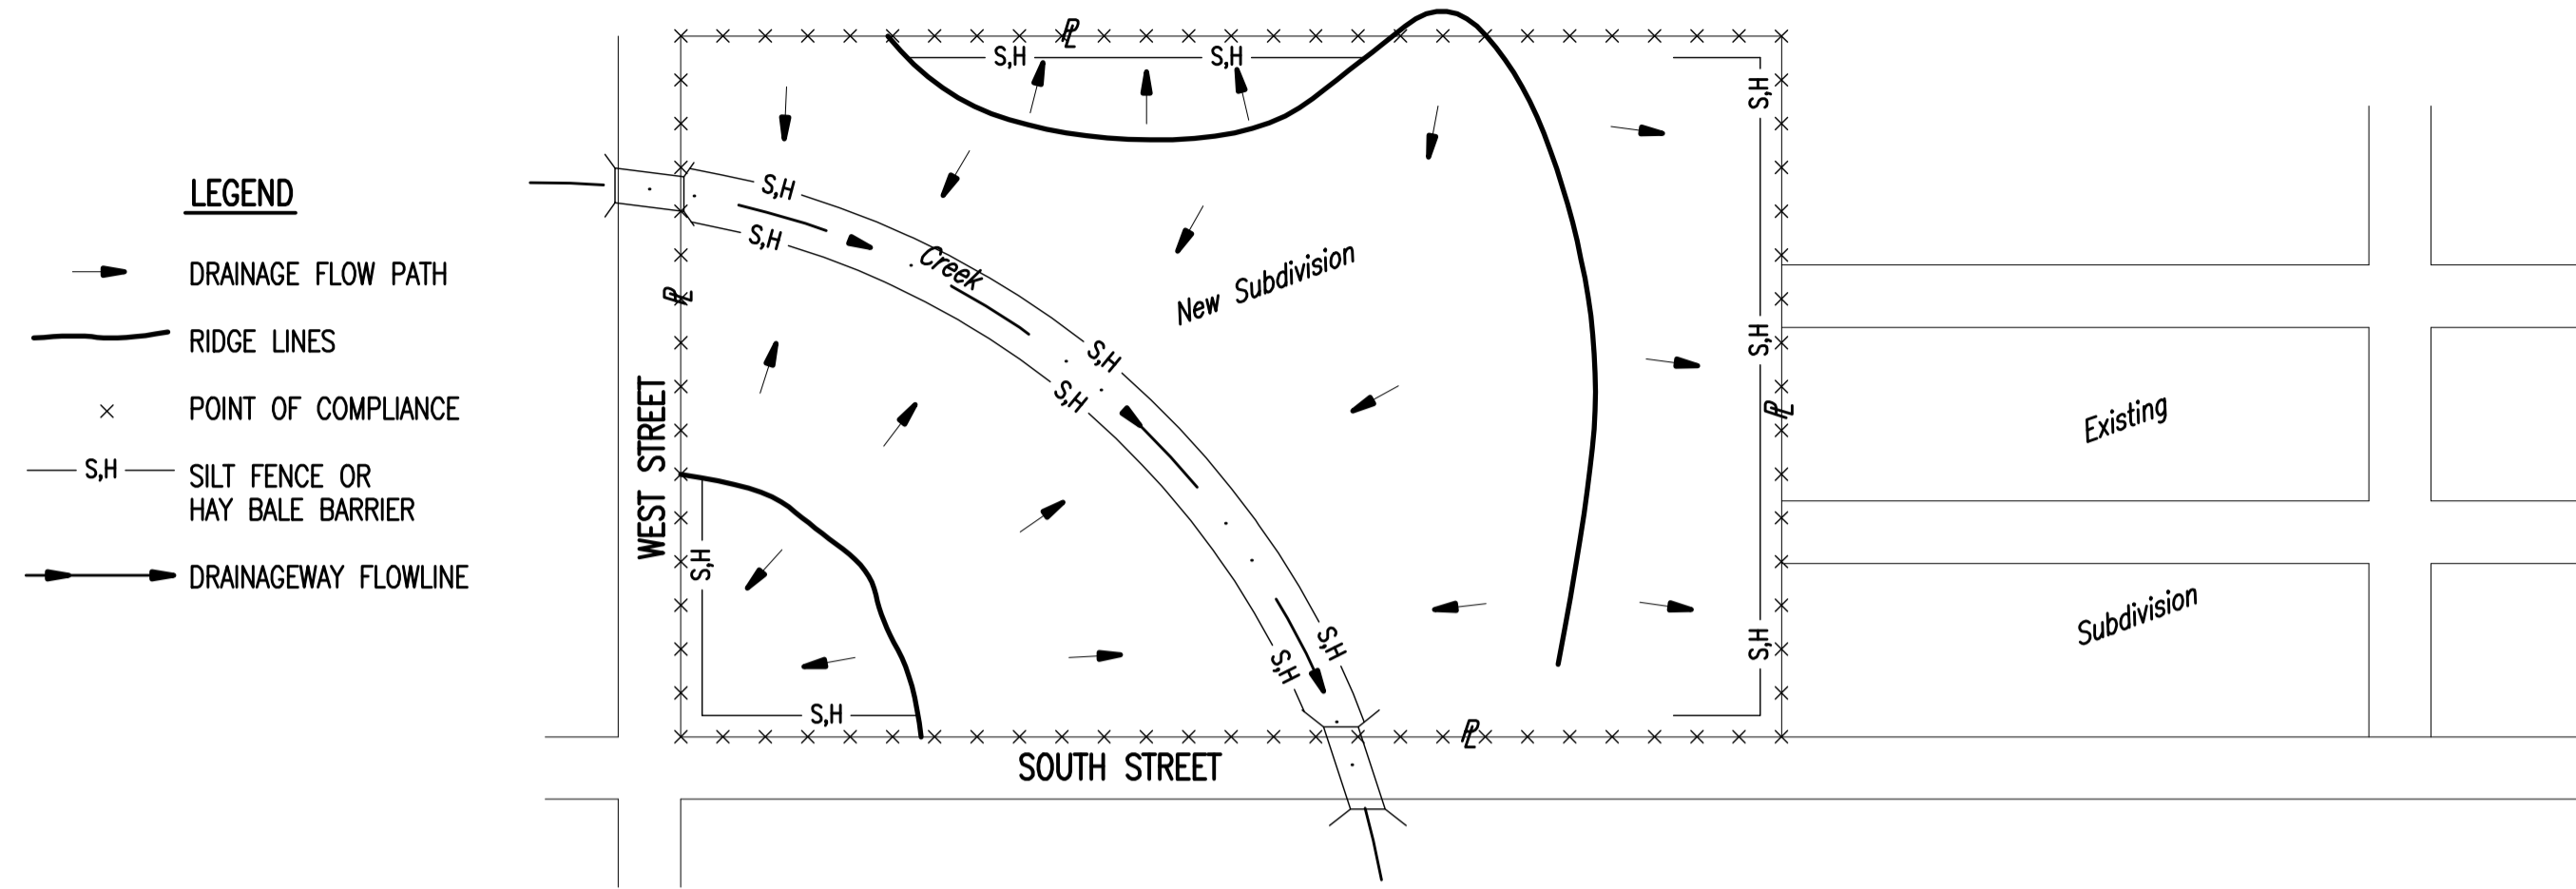 LEGEND
DRAINAGE FLOW PATH
RIDGE LINES
POINT OF COMPLIANCE
S,H
SILT FENCE OR
HAY BALE BARRIER
DRAINAGEWAY FLOWLINE
PL
S,H
S,H
S,H
S,H
S,H
Creek
New Subdivision
PL
S,H
S,H
S,H
PL
Existing
WEST STREET
S,H
S,H
S,H
S,H
Subdivision
S,H
PL
SOUTH STREET